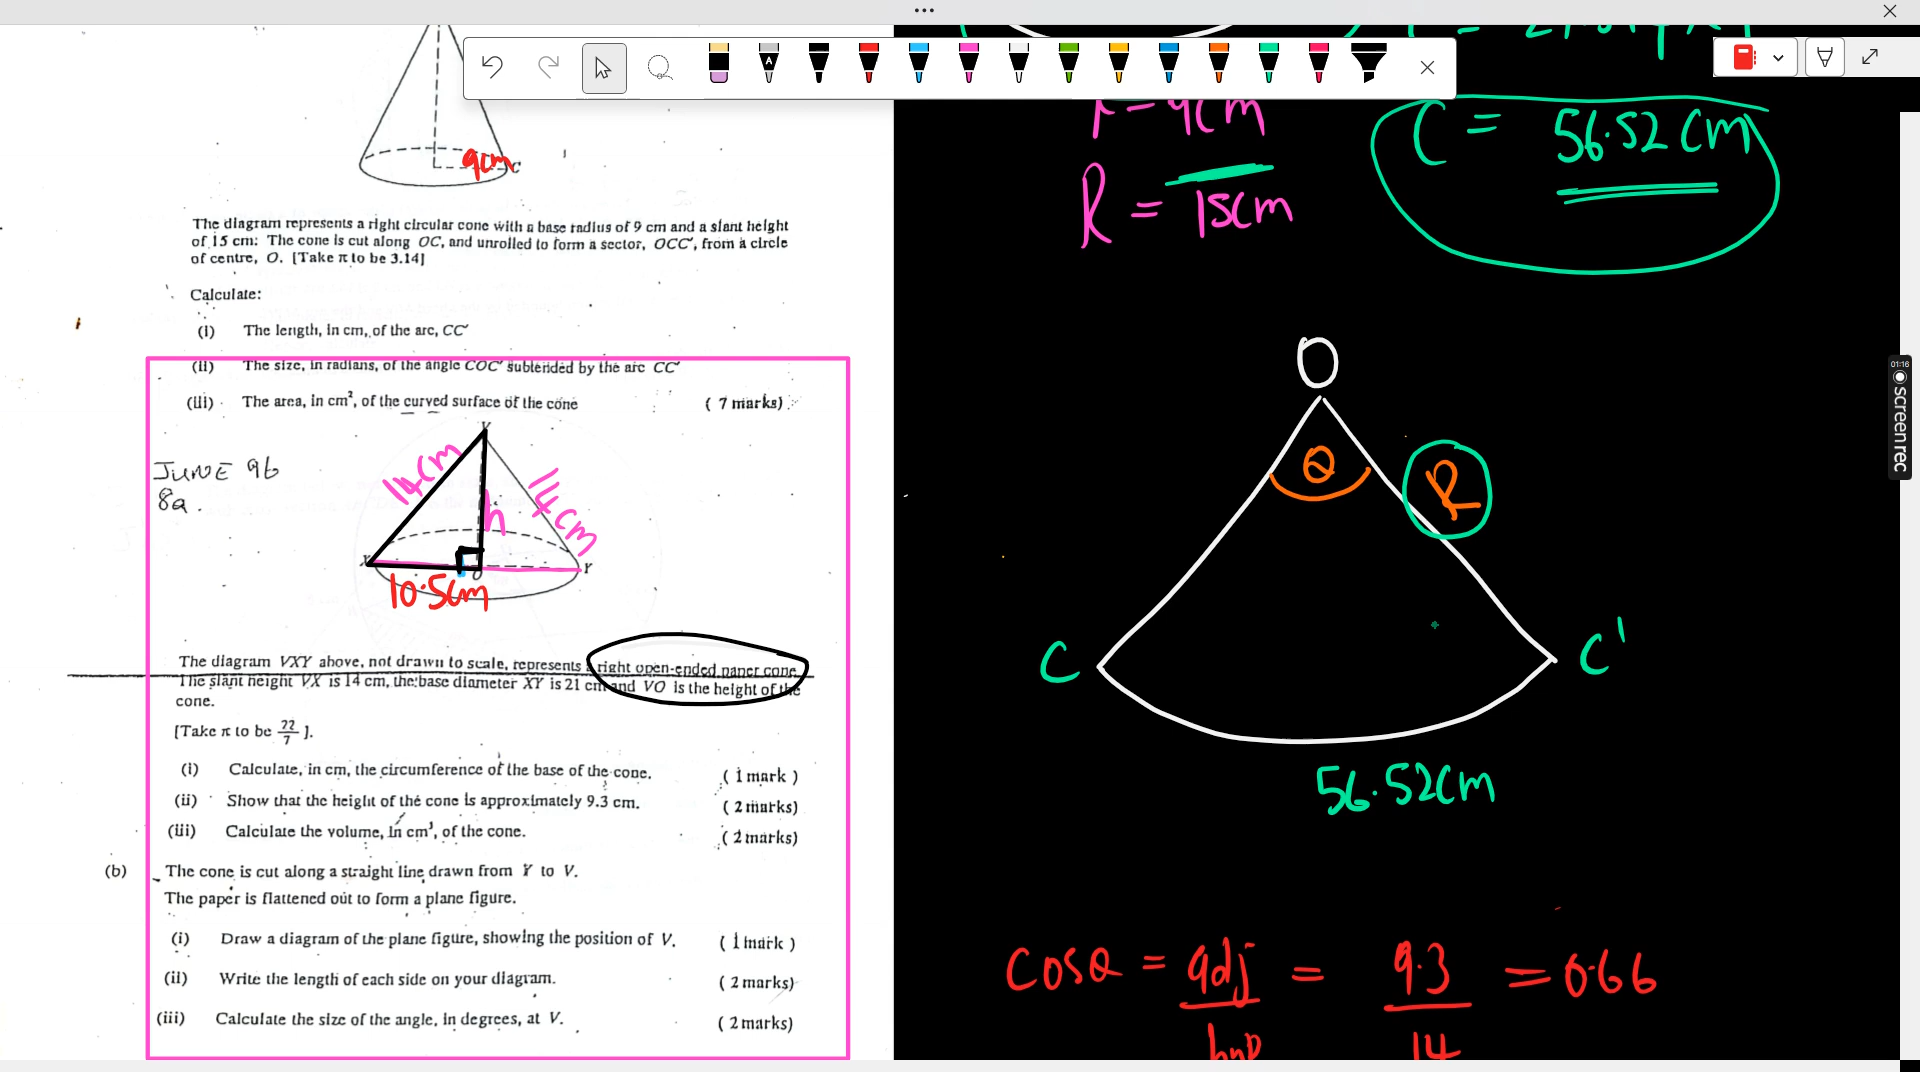 9cm
C
The diagram represents a right circular cone with a base radius of 9 cm and a slant height
of 15 cm: The cone is cut along OC, and unrolled to form a sector, OCC', from a circle
of centre, O. [Take π to be 3.14]
Calculate:
(i) The length, in cm, of the arc, CC'
(ii) The size, in radians, of the angle COC' subtended by the arc CC'
(iii) The area, in cm², of the curved surface of the cone ( 7 marks)
JUNE 96
8a.
V
14cm
14cm
h
X
O
Y
10.5cm
The diagram VXY above, not drawn to scale, represents a right open-ended paper cone.
The slant height VX is 14 cm, the base diameter XY is 21 cm and VO is the height of the
cone.
[Take π to be 22/7 ].
(i) Calculate, in cm, the circumference of the base of the cone. ( 1 mark )
(ii) Show that the height of the cone is approximately 9.3 cm. ( 2 marks)
(iii) Calculate the volume, in cm³, of the cone. ( 2 marks)
(b) The cone is cut along a straight line drawn from Y to V.
The paper is flattened out to form a plane figure.
(i) Draw a diagram of the plane figure, showing the position of V. ( 1 mark )
(ii) Write the length of each side on your diagram. ( 2 marks)
(iii) Calculate the size of the angle, in degrees, at V. ( 2 marks)
r = 9cm
R = 15cm
C = 56.52 cm
O
θ
R
C
C'
56.52cm
Cosθ = adj/hyp = 9.3/14 = 0.66
01:16
screenrec